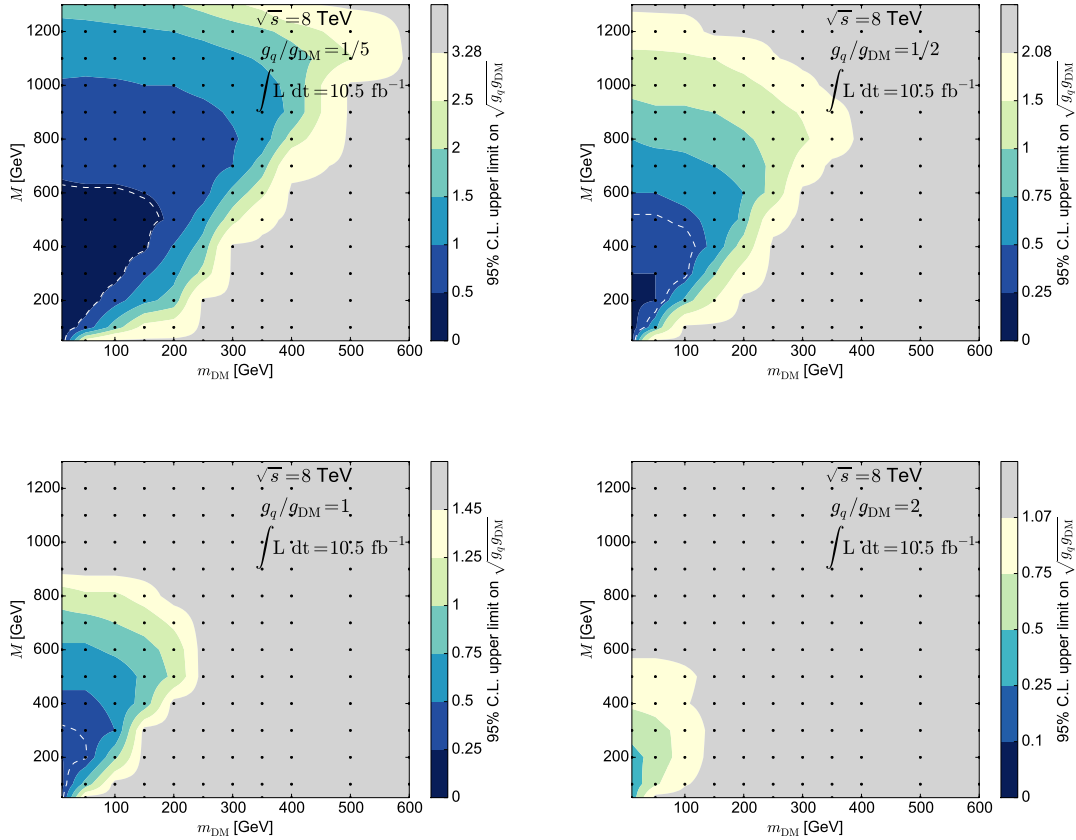 √s = 8 TeV
g_q/g_DM = 1/5
∫ L dt = 10.5 fb⁻¹
1200
1000
800
600
400
200
M [GeV]
100 200 300 400 500 600
m_DM [GeV]
3.28
2.5
2
1.5
1
0.5
0
95% C.L. upper limit on √g_q g_DM
√s = 8 TeV
g_q/g_DM = 1/2
∫ L dt = 10.5 fb⁻¹
1200
1000
800
600
400
200
M [GeV]
100 200 300 400 500 600
m_DM [GeV]
2.08
1.5
1
0.75
0.5
0.25
0
95% C.L. upper limit on √g_q g_DM
√s = 8 TeV
g_q/g_DM = 1
∫ L dt = 10.5 fb⁻¹
1200
1000
800
600
400
200
M [GeV]
100 200 300 400 500 600
m_DM [GeV]
1.45
1.25
1
0.75
0.5
0.25
0
95% C.L. upper limit on √g_q g_DM
√s = 8 TeV
g_q/g_DM = 2
∫ L dt = 10.5 fb⁻¹
1200
1000
800
600
400
200
M [GeV]
100 200 300 400 500 600
m_DM [GeV]
1.07
0.75
0.5
0.25
0.1
0
95% C.L. upper limit on √g_q g_DM